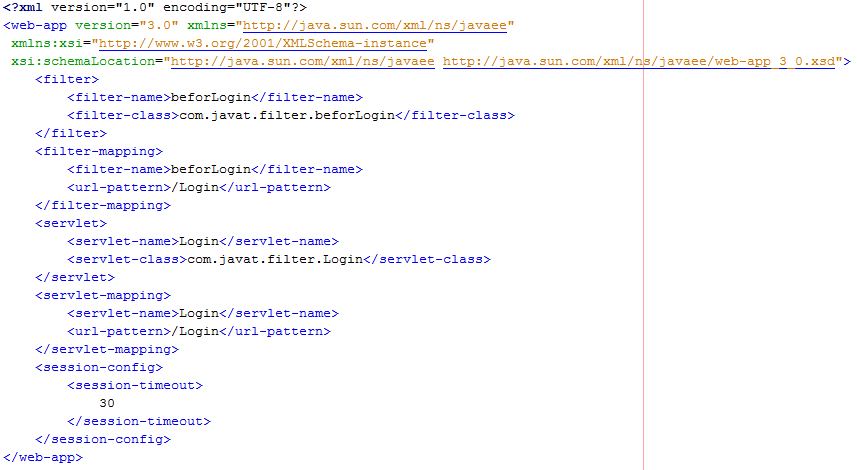 <?xml version="1.0" encoding="UTF-8"?>
<web-app version="3.0" xmlns="http://java.sun.com/xml/ns/javaee"
 xmlns:xsi="http://www.w3.org/2001/XMLSchema-instance"
 xsi:schemaLocation="http://java.sun.com/xml/ns/javaee http://java.sun.com/xml/ns/javaee/web-app_3_0.xsd">
    <filter>
        <filter-name>beforLogin</filter-name>
        <filter-class>com.javat.filter.beforLogin</filter-class>
    </filter>
    <filter-mapping>
        <filter-name>beforLogin</filter-name>
        <url-pattern>/Login</url-pattern>
    </filter-mapping>
    <servlet>
        <servlet-name>Login</servlet-name>
        <servlet-class>com.javat.filter.Login</servlet-class>
    </servlet>
    <servlet-mapping>
        <servlet-name>Login</servlet-name>
        <url-pattern>/Login</url-pattern>
    </servlet-mapping>
    <session-config>
        <session-timeout>
            30
        </session-timeout>
    </session-config>
</web-app>